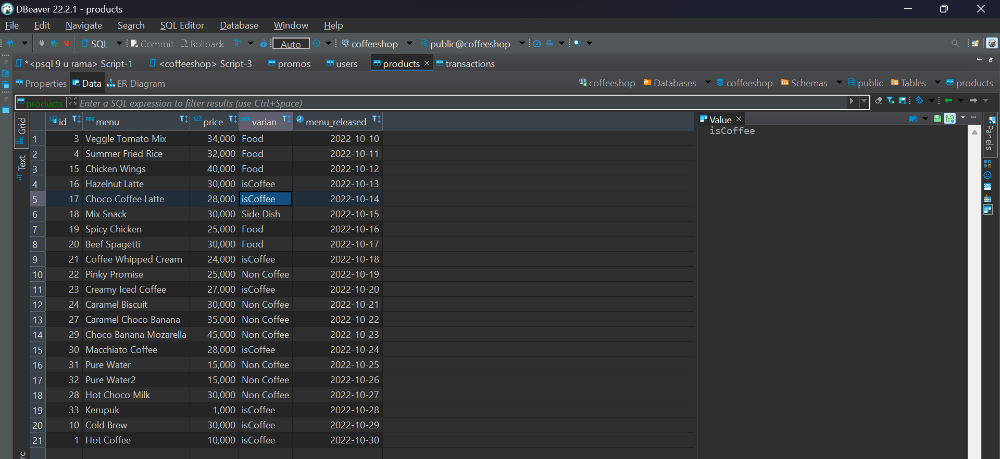 DBeaver 22.2.1 - products
File Edit Navigate Search SQL Editor Database Window Help
SQL Commit Rollback Auto coffeeshop public@coffeeshop
*<psql 9 u rama> Script-1 <coffeeshop> Script-3 promos users products transactions
Properties Data ER Diagram coffeeshop Databases coffeeshop Schemas public Tables products
products Enter a SQL expression to filter results (use Ctrl+Space)
Grid
Text
123 id ABC menu 123 price ABC varian menu_released
1 3 Veggle Tomato Mix 34,000 Food 2022-10-10
2 4 Summer Fried Rice 32,000 Food 2022-10-11
3 15 Chicken Wings 40,000 Food 2022-10-12
4 16 Hazelnut Latte 30,000 isCoffee 2022-10-13
5 17 Choco Coffee Latte 28,000 isCoffee 2022-10-14
6 18 Mix Snack 30,000 Side Dish 2022-10-15
7 19 Spicy Chicken 25,000 Food 2022-10-16
8 20 Beef Spagetti 30,000 Food 2022-10-17
9 21 Coffee Whipped Cream 24,000 isCoffee 2022-10-18
10 22 Pinky Promise 25,000 Non Coffee 2022-10-19
11 23 Creamy Iced Coffee 27,000 isCoffee 2022-10-20
12 24 Caramel Biscuit 30,000 Non Coffee 2022-10-21
13 27 Caramel Choco Banana 35,000 Non Coffee 2022-10-22
14 29 Choco Banana Mozarella 45,000 Non Coffee 2022-10-23
15 30 Macchiato Coffee 28,000 isCoffee 2022-10-24
16 31 Pure Water 15,000 Non Coffee 2022-10-25
17 32 Pure Water2 15,000 Non Coffee 2022-10-26
18 28 Hot Choco Milk 30,000 Non Coffee 2022-10-27
19 33 Kerupuk 1,000 isCoffee 2022-10-28
20 10 Cold Brew 30,000 isCoffee 2022-10-29
21 1 Hot Coffee 10,000 isCoffee 2022-10-30
Value
isCoffee
Panels